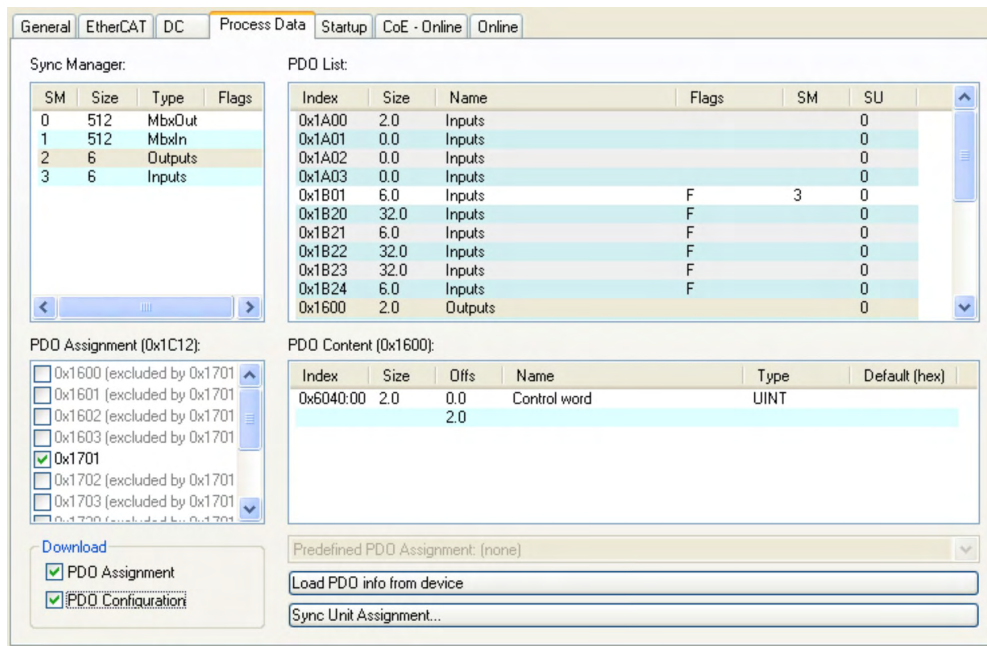 General EtherCAT DC Process Data Startup CoE - Online Online
Sync Manager:
SM Size Type Flags
0 512 MbxOut
1 512 MbxIn
2 6 Outputs
3 6 Inputs
PDO List:
Index Size Name Flags SM SU
0x1A00 2.0 Inputs 0
0x1A01 0.0 Inputs 0
0x1A02 0.0 Inputs 0
0x1A03 0.0 Inputs 0
0x1B01 6.0 Inputs F 3 0
0x1B20 32.0 Inputs F 0
0x1B21 6.0 Inputs F 0
0x1B22 32.0 Inputs F 0
0x1B23 32.0 Inputs F 0
0x1B24 6.0 Inputs F 0
0x1600 2.0 Outputs 0
PDO Assignment (0x1C12):
0x1600 (excluded by 0x1701
0x1601 (excluded by 0x1701
0x1602 (excluded by 0x1701
0x1603 (excluded by 0x1701
0x1701
0x1702 (excluded by 0x1701
0x1703 (excluded by 0x1701
PDO Content (0x1600):
Index Size Offs Name Type Default (hex)
0x6040:00 2.0 0.0 Control word UINT
2.0
Download
PDO Assignment
PDO Configuration
Predefined PDO Assignment: (none)
Load PDO info from device
Sync Unit Assignment...